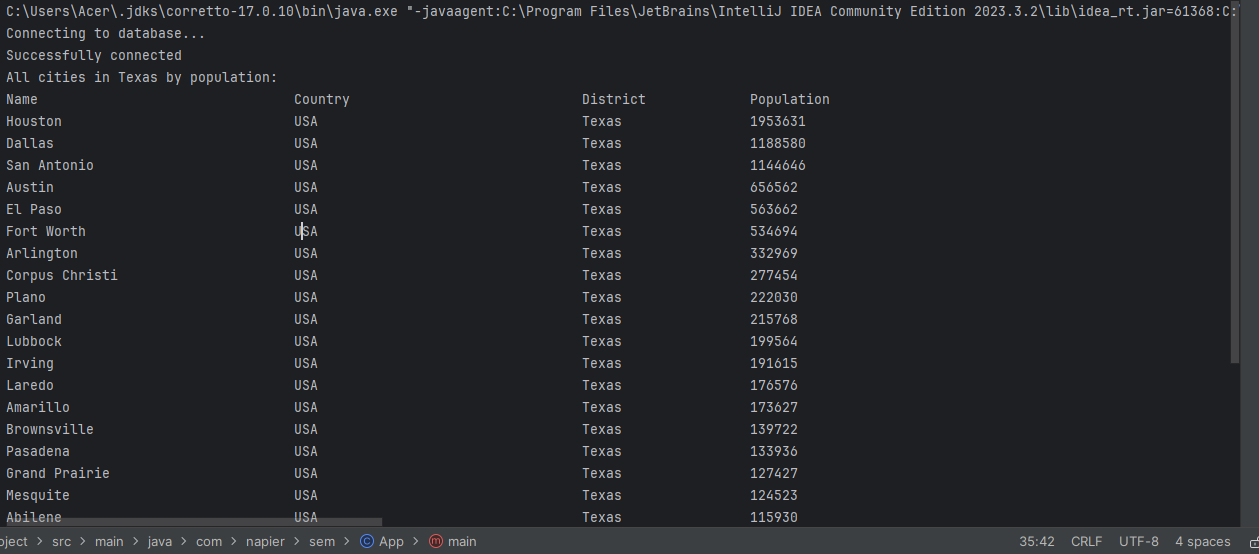 C:\Users\Acer\.jdks\corretto-17.0.10\bin\java.exe "-javaagent:C:\Program Files\JetBrains\IntelliJ IDEA Community Edition 2023.3.2\lib\idea_rt.jar=61368:C:
Connecting to database...
Successfully connected
All cities in Texas by population:
Name Country District Population
Houston USA Texas 1953631
Dallas USA Texas 1188580
San Antonio USA Texas 1144646
Austin USA Texas 656562
El Paso USA Texas 563662
Fort Worth USA Texas 534694
Arlington USA Texas 332969
Corpus Christi USA Texas 277454
Plano USA Texas 222030
Garland USA Texas 215768
Lubbock USA Texas 199564
Irving USA Texas 191615
Laredo USA Texas 176576
Amarillo USA Texas 173627
Brownsville USA Texas 139722
Pasadena USA Texas 133936
Grand Prairie USA Texas 127427
Mesquite USA Texas 124523
Abilene USA Texas 115930
oject > src > main > java > com > napier > sem > App > main 35:42 CRLF UTF-8 4 spaces